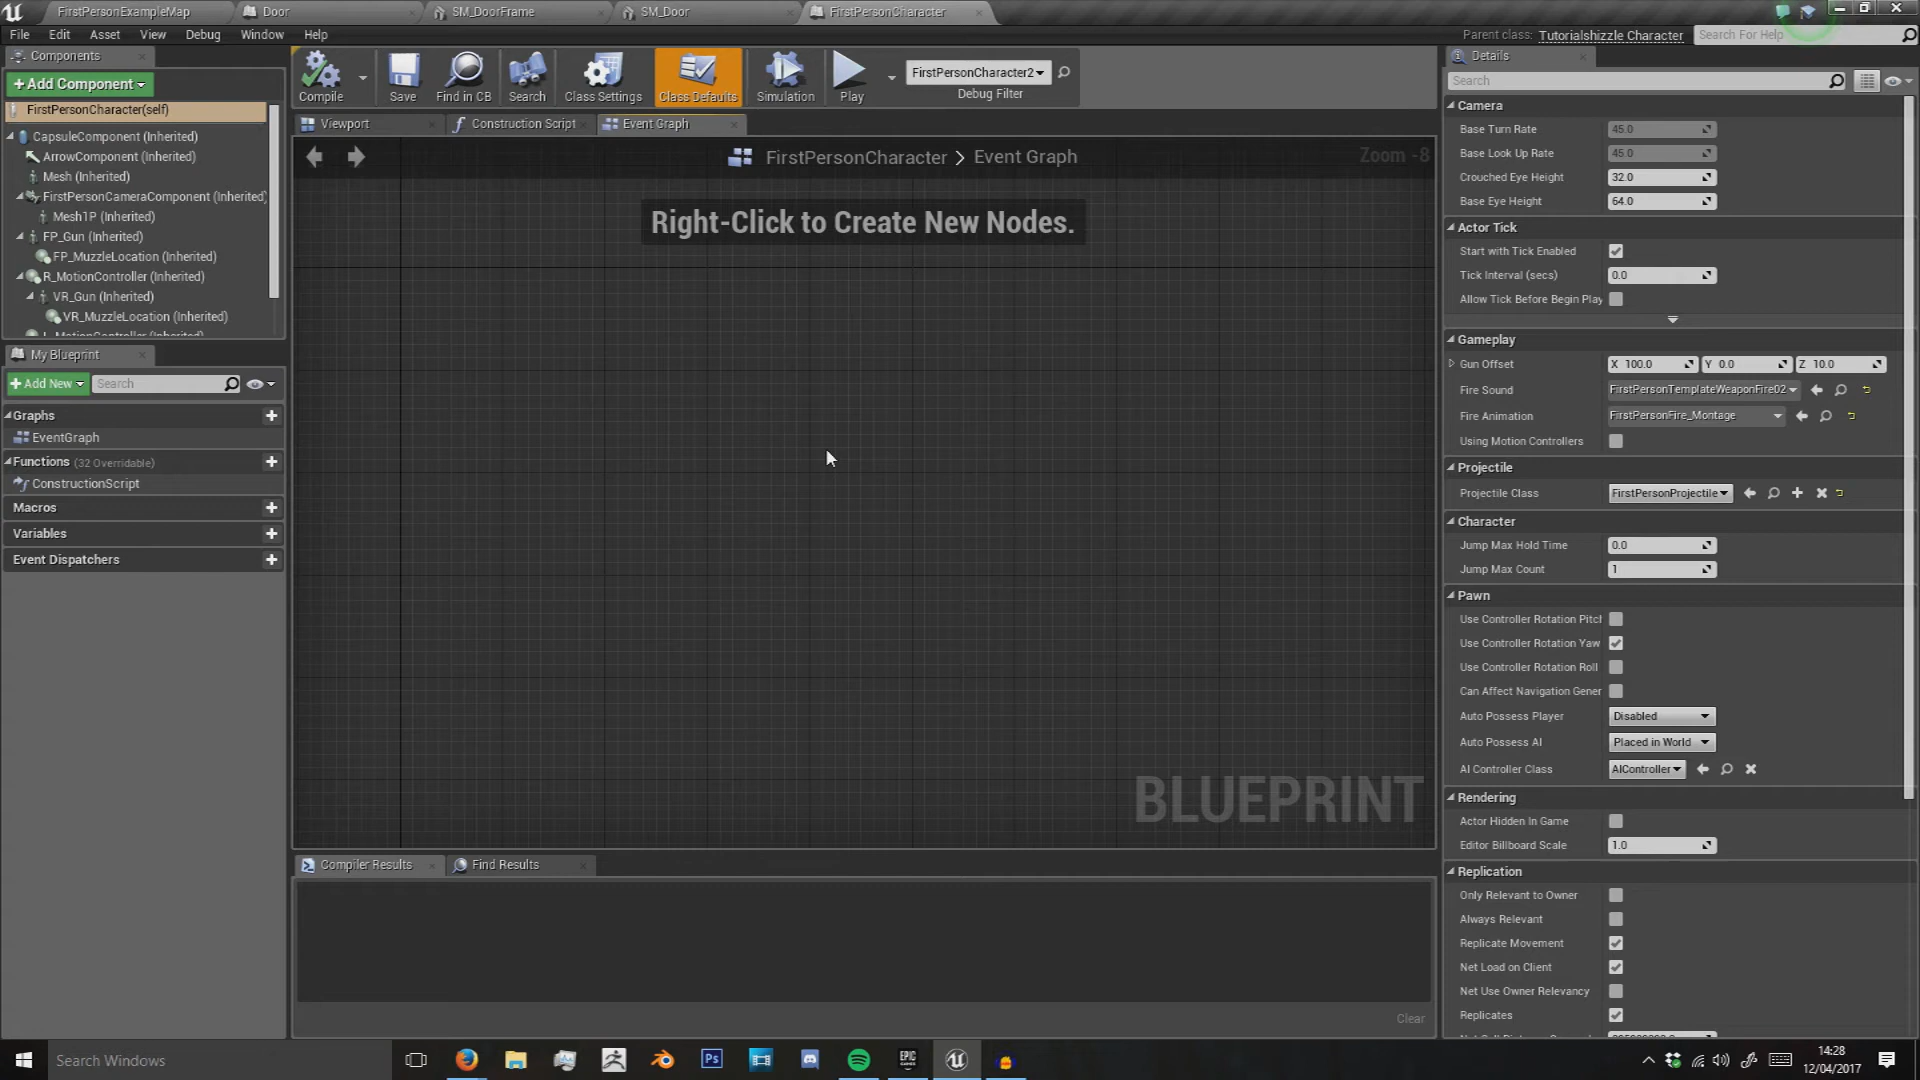 FirstPersonExampleMap
Door
SM_DoorFrame
SM_Door
FirstPersonCharacter
File Edit Asset View Debug Window Help
Parent class: Tutorialshizzle Character
Search For Help
Components
+Add Component
FirstPersonCharacter(self)
CapsuleComponent (Inherited)
ArrowComponent (Inherited)
Mesh (Inherited)
FirstPersonCameraComponent (Inherited)
Mesh1P (Inherited)
FP_Gun (Inherited)
FP_MuzzleLocation (Inherited)
R_MotionController (Inherited)
VR_Gun (Inherited)
VR_MuzzleLocation (Inherited)
My Blueprint
+Add New
Search
Graphs
EventGraph
Functions (32 Overridable)
ConstructionScript
Macros
Variables
Event Dispatchers
Compile
Save
Find in CB
Search
Class Settings
Class Defaults
Simulation
Play
FirstPersonCharacter2
Debug Filter
Viewport
Construction Script
Event Graph
FirstPersonCharacter > Event Graph
Zoom -8
Right-Click to Create New Nodes.
BLUEPRINT
Compiler Results
Find Results
Clear
Details
Search
Camera
Base Turn Rate 45.0
Base Look Up Rate 45.0
Crouched Eye Height 32.0
Base Eye Height 64.0
Actor Tick
Start with Tick Enabled
Tick Interval (secs) 0.0
Allow Tick Before Begin Play
Gameplay
Gun Offset X 100.0 Y 0.0 Z 10.0
Fire Sound FirstPersonTemplateWeaponFire02
Fire Animation FirstPersonFire_Montage
Using Motion Controllers
Projectile
Projectile Class FirstPersonProjectile
Character
Jump Max Hold Time 0.0
Jump Max Count 1
Pawn
Use Controller Rotation Pitch
Use Controller Rotation Yaw
Use Controller Rotation Roll
Can Affect Navigation Gener
Auto Possess Player Disabled
Auto Possess AI Placed in World
AI Controller Class AIController
Rendering
Actor Hidden In Game
Editor Billboard Scale 1.0
Replication
Only Relevant to Owner
Always Relevant
Replicate Movement
Net Load on Client
Net Use Owner Relevancy
Replicates
Search Windows
14:28
12/04/2017